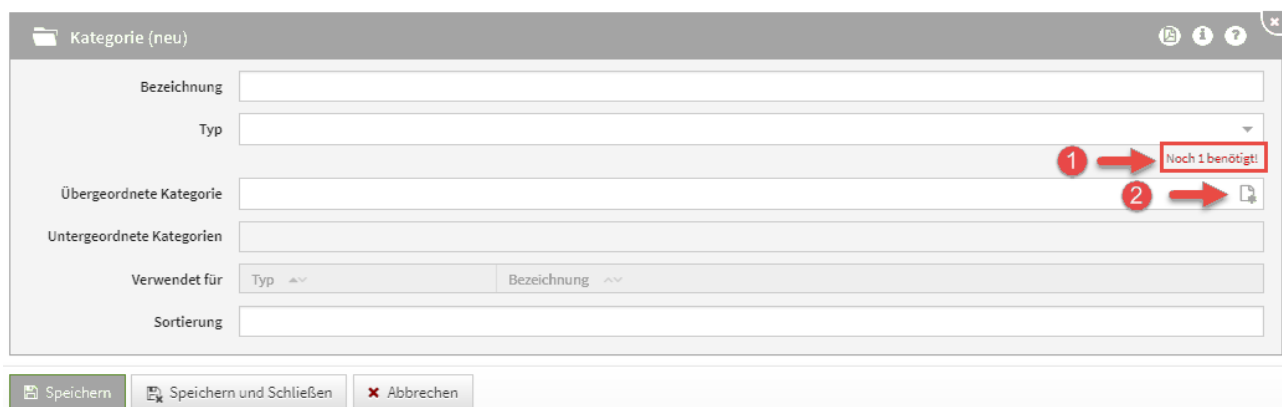 Kategorie (neu)
Bezeichnung
Typ
1 Noch 1 benötigt!
Übergeordnete Kategorie
2
Untergeordnete Kategorien
Verwendet für Typ Bezeichnung
Sortierung
Speichern Speichern und Schließen Abbrechen